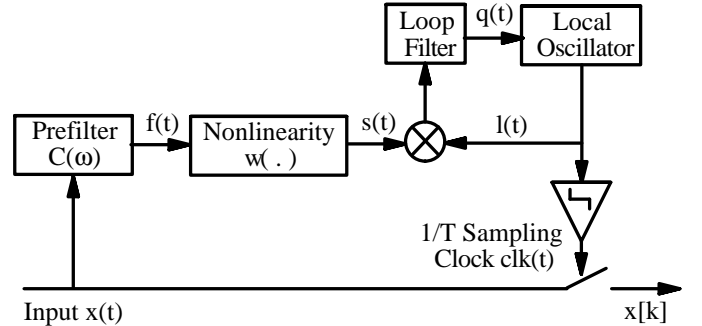 Loop
Filter
q(t)
Local
Oscillator
Prefilter
C(ω)
f(t)
Nonlinearity
w( . )
s(t)
l(t)
1/T Sampling
Clock clk(t)
Input x(t)
x[k]